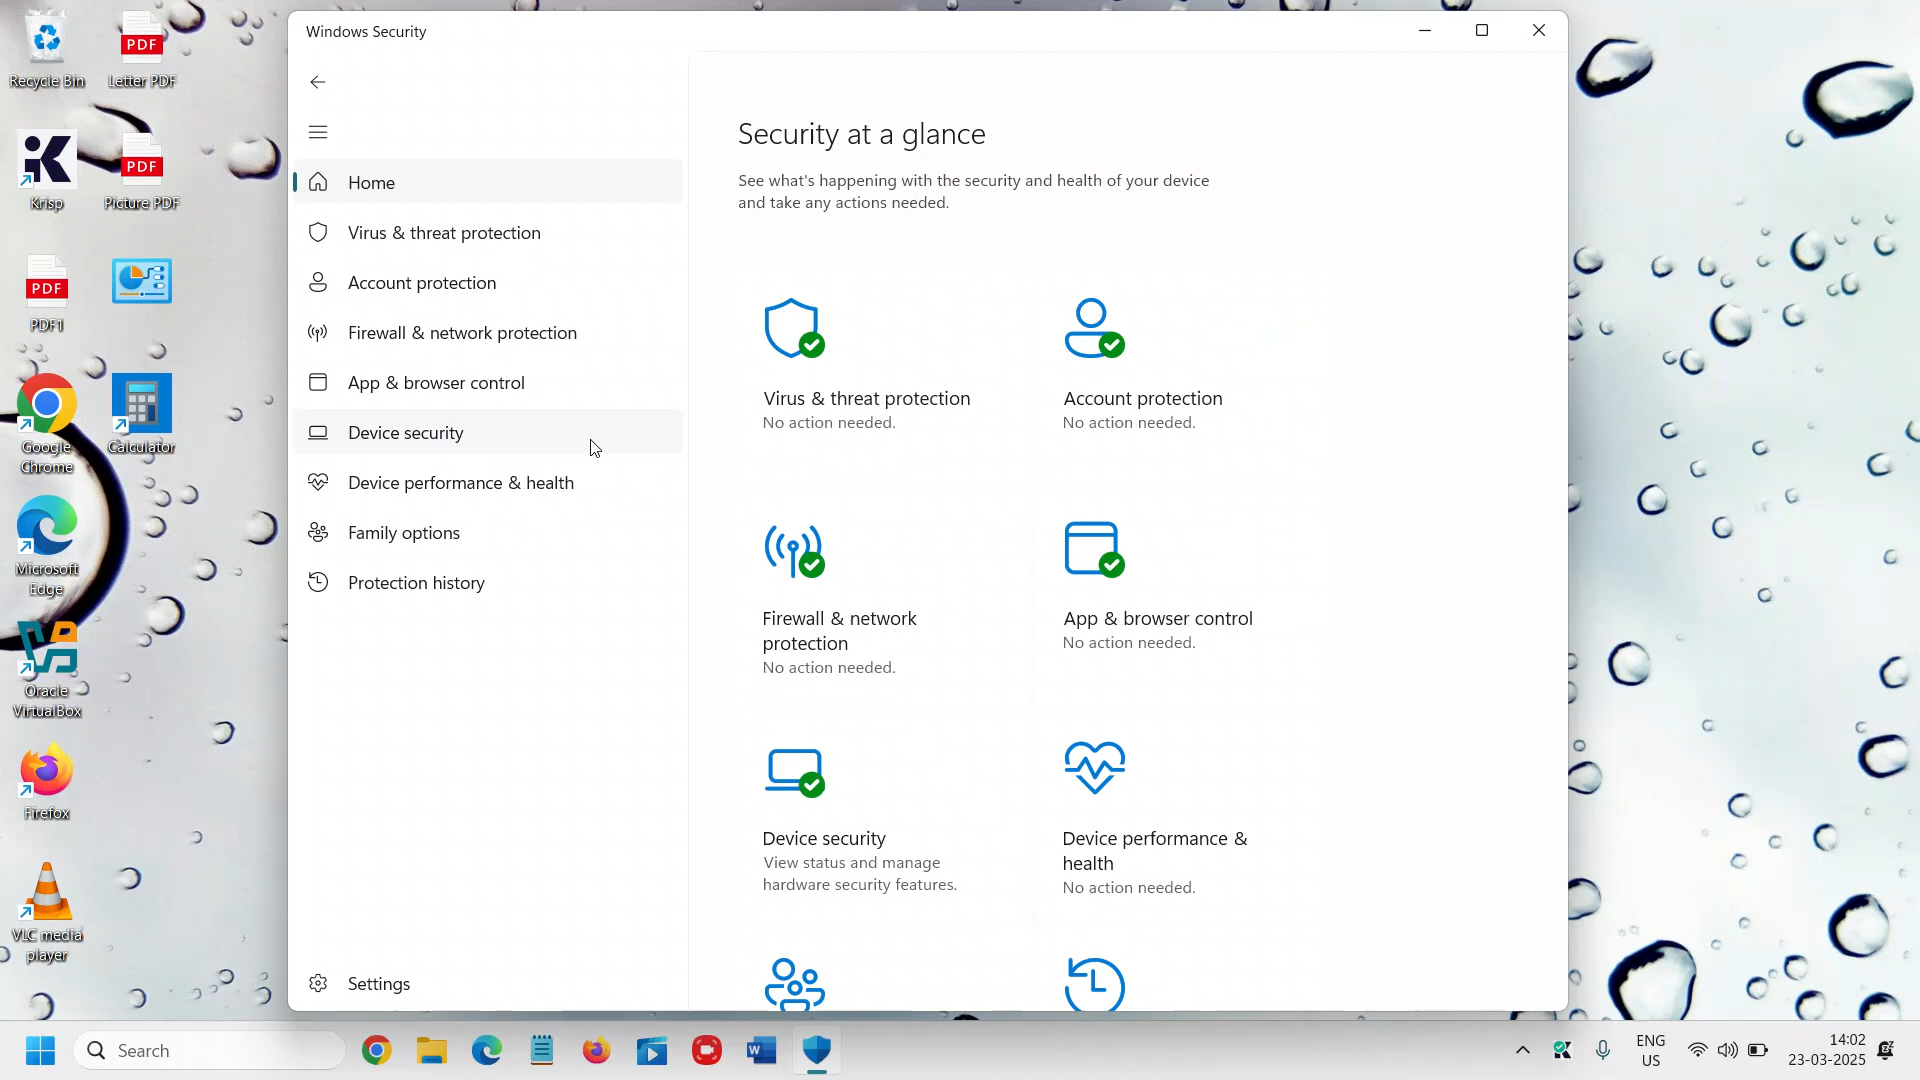 Recycle Bin
PDF
Letter PDF
Krisp
PDF
Picture PDF
PDF
PDF1
Google
Chrome
Calculator
Microsoft
Edge
Oracle
VirtualBox
Firefox
VLC media
player
Windows Security
Home
Virus & threat protection
Account protection
Firewall & network protection
App & browser control
Device security
Device performance & health
Family options
Protection history
Settings
Security at a glance
See what's happening with the security and health of your device
and take any actions needed.
Virus & threat protection
No action needed.
Account protection
No action needed.
Firewall & network
protection
No action needed.
App & browser control
No action needed.
Device security
View status and manage
hardware security features.
Device performance &
health
No action needed.
Search
ENG
US
14:02
23-03-2025